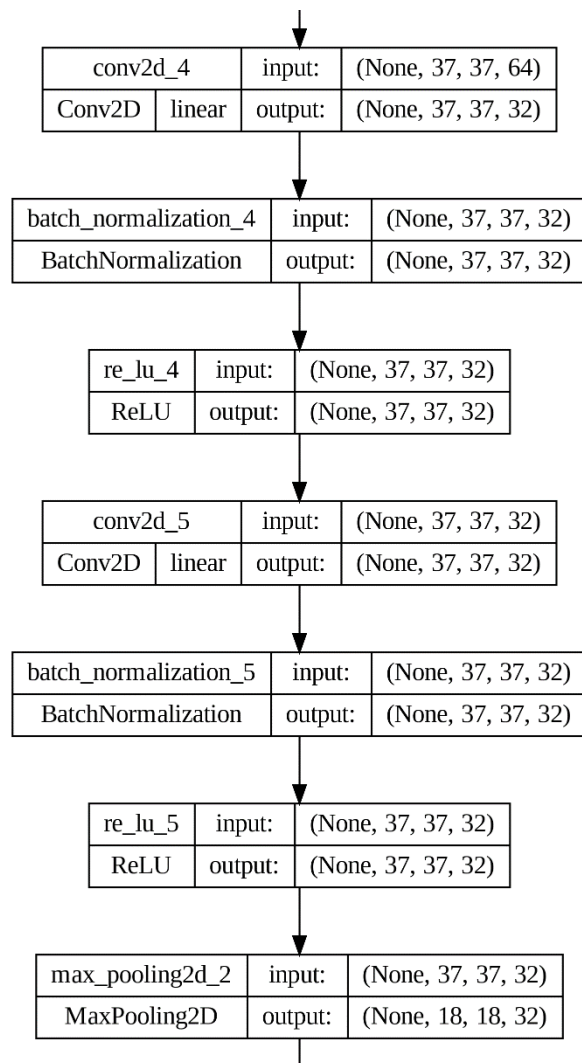 conv2d_4 input: (None, 37, 37, 64)
Conv2D linear output: (None, 37, 37, 32)
batch_normalization_4 input: (None, 37, 37, 32)
BatchNormalization output: (None, 37, 37, 32)
re_lu_4 input: (None, 37, 37, 32)
ReLU output: (None, 37, 37, 32)
conv2d_5 input: (None, 37, 37, 32)
Conv2D linear output: (None, 37, 37, 32)
batch_normalization_5 input: (None, 37, 37, 32)
BatchNormalization output: (None, 37, 37, 32)
re_lu_5 input: (None, 37, 37, 32)
ReLU output: (None, 37, 37, 32)
max_pooling2d_2 input: (None, 37, 37, 32)
MaxPooling2D output: (None, 18, 18, 32)